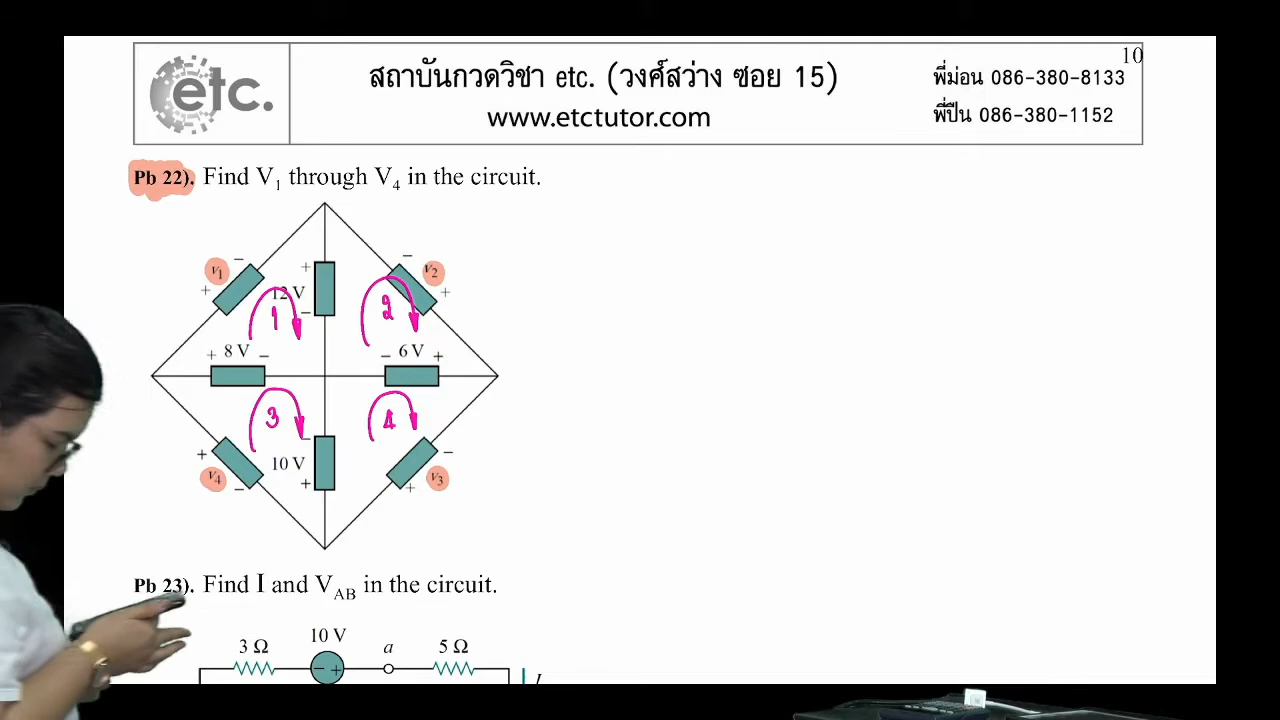 10
etc.
สถาบันกวดวิชา etc. (วงศ์สว่าง ซอย 15)
www.etctutor.com
พี่ม่อน 086-380-8133
พี่ปืน 086-380-1152
Pb 22). Find V₁ through V₄ in the circuit.
V₁ + −
V₂ − +
+ 12 V −
1
2
+ 8 V −
− 6 V +
3
4
+ V₄ −
− 10 V +
V₃ − +
Pb 23). Find I and V_AB in the circuit.
3 Ω
10 V
a
5 Ω
− +
I